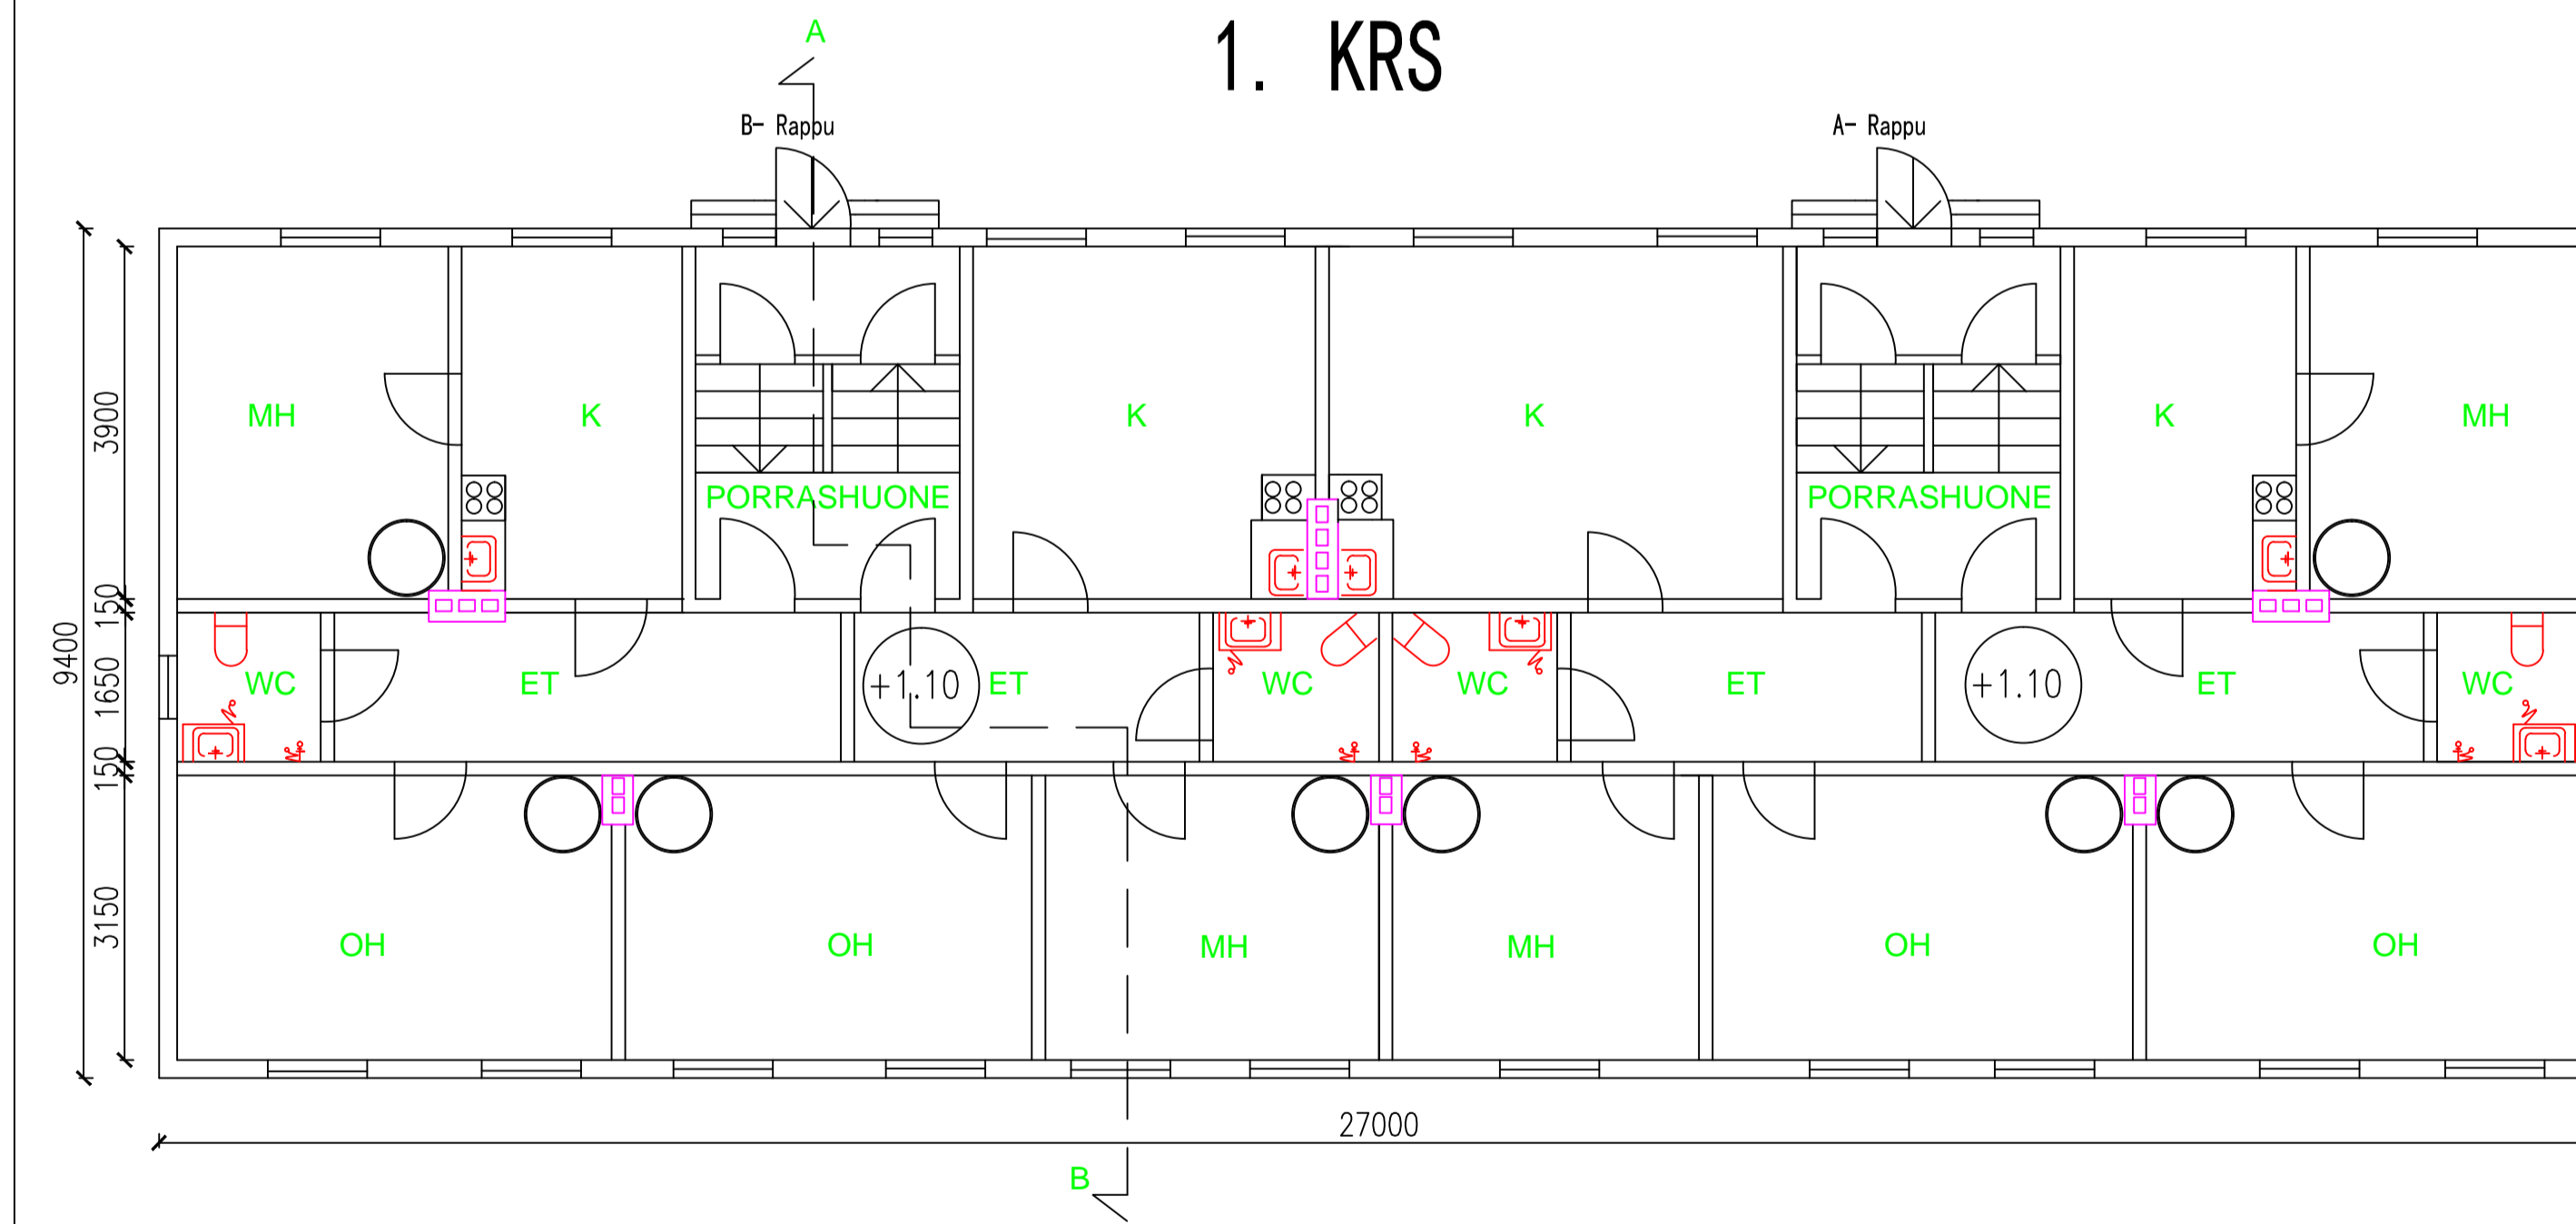 A
1. KRS
B- Rappu
A- Rappu
3900
MH
K
K
K
K
MH
PORRASHUONE
PORRASHUONE
150
9400
1650
WC
ET
+1.10
ET
WC
WC
ET
+1.10
ET
WC
150
3150
OH
OH
MH
MH
OH
OH
27000
B